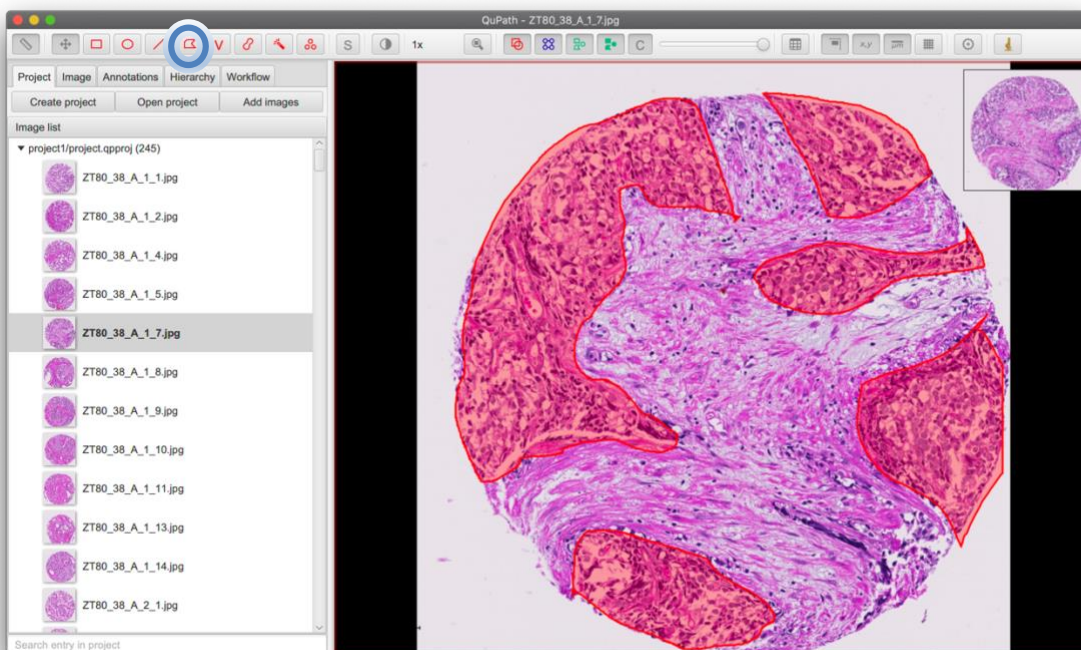 QuPath - ZT80_38_A_1_7.jpg
V S 1x C x,y μm
Project Image Annotations Hierarchy Workflow
Create project Open project Add images
Image list
project1/project.qpproj (245)
ZT80_38_A_1_1.jpg
ZT80_38_A_1_2.jpg
ZT80_38_A_1_4.jpg
ZT80_38_A_1_5.jpg
ZT80_38_A_1_7.jpg
ZT80_38_A_1_8.jpg
ZT80_38_A_1_9.jpg
ZT80_38_A_1_10.jpg
ZT80_38_A_1_11.jpg
ZT80_38_A_1_13.jpg
ZT80_38_A_1_14.jpg
ZT80_38_A_2_1.jpg
Search entry in project